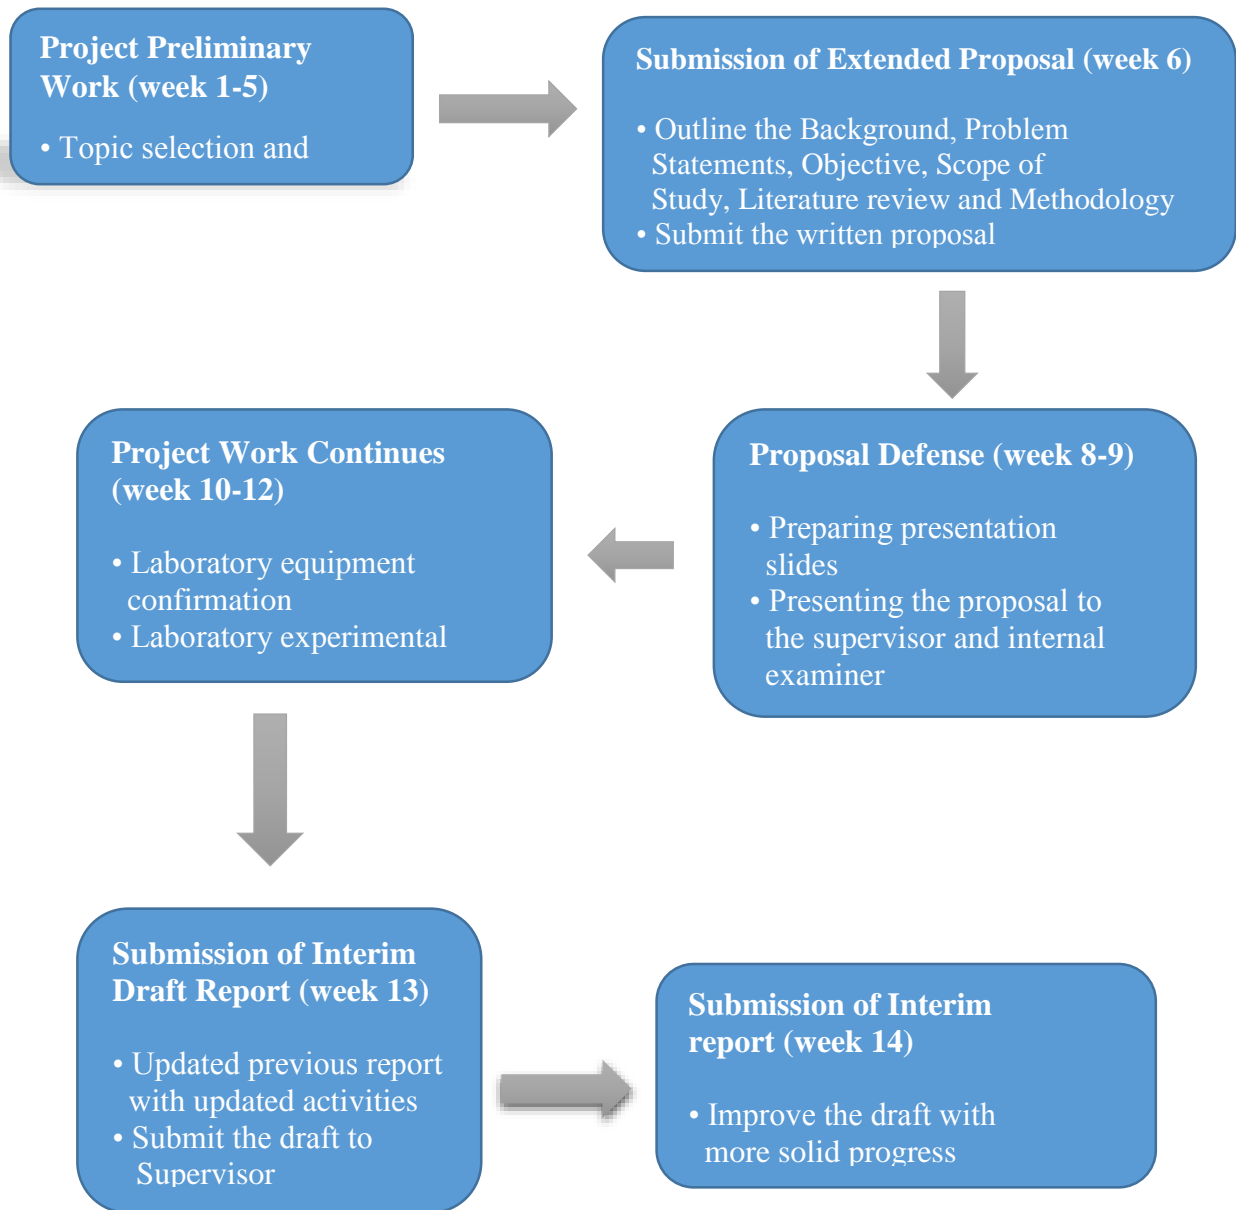 Project Preliminary
Work (week 1-5)
• Topic selection and
Submission of Extended Proposal (week 6)
• Outline the Background, Problem
Statements, Objective, Scope of
Study, Literature review and Methodology
• Submit the written proposal
Proposal Defense (week 8-9)
• Preparing presentation
slides
• Presenting the proposal to
the supervisor and internal
examiner
Project Work Continues
(week 10-12)
• Laboratory equipment
confirmation
• Laboratory experimental
Submission of Interim
Draft Report (week 13)
• Updated previous report
with updated activities
• Submit the draft to
Supervisor
Submission of Interim
report (week 14)
• Improve the draft with
more solid progress